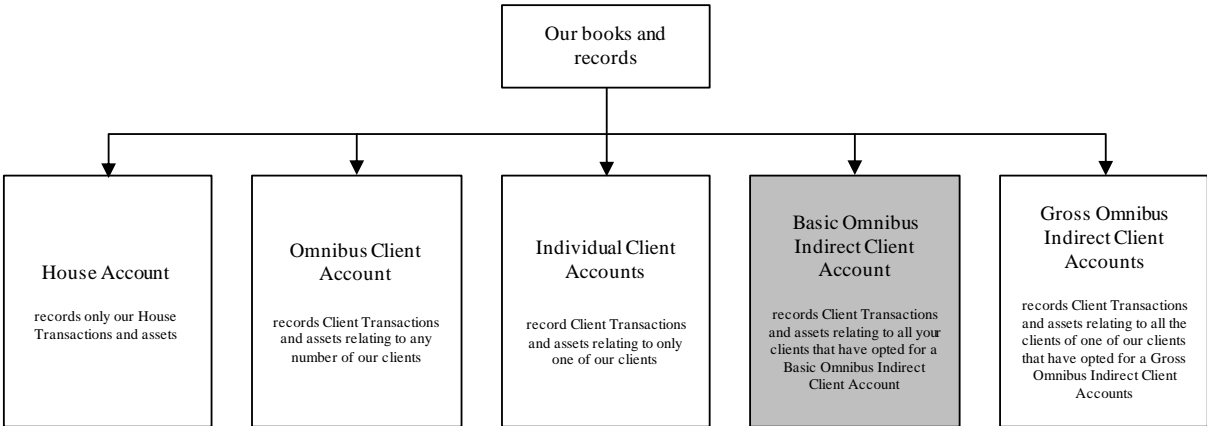 Our books and
records
House Account
records only our House
Transactions and assets
Omnibus Client
Account
records Client Transactions
and assets relating to any
number of our clients
Individual Client
Accounts
record Client Transactions
and assets relating to only
one of our clients
Basic Omnibus
Indirect Client
Account
records Client Transactions
and assets relating to all your
clients that have opted for a
Basic Omnibus Indirect
Client Account
Gross Omnibus
Indirect Client
Accounts
records Client Transactions
and assets relating to all the
clients of one of our clients
that have opted for a Gross
Omnibus Indirect Client
Accounts